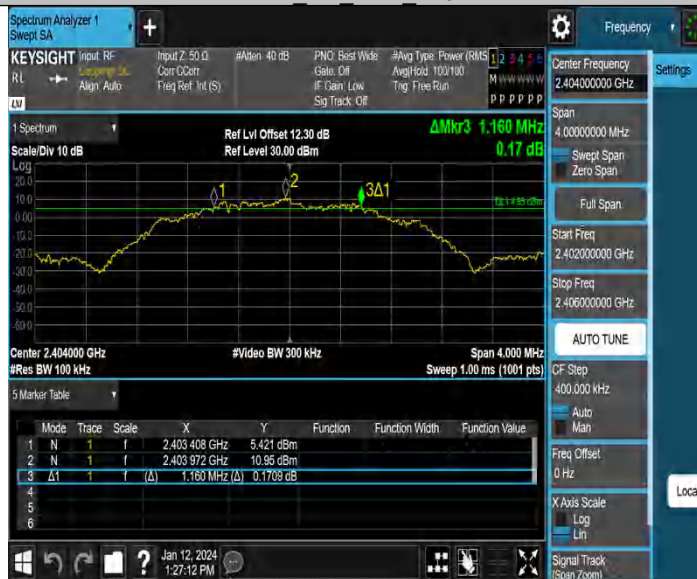 Spectrum Analyzer 1
Swept SA
Frequency
KEYSIGHT
Input: RF
Input Z: 50 Ω
#Atten: 40 dB
PNO: Best Wide
#Avg Type: Power (RMS
1 2 3 4 5 6
RL
Coupling: DC
Corr CCorr
Gate: Off
Avg|Hold: 100/100
M W W W W W
Align: Auto
Freq Ref: Int (S)
IF Gain: Low
Trig: Free Run
Sig Track: Off
P P P P P P
LXI
1 Spectrum
Ref Lvl Offset 12.30 dB
ΔMkr3 1.160 MHz
Scale/Div 10 dB
Ref Level 30.00 dBm
0.17 dB
Log
20.0
10.0
0.00
-10.0
-20.0
-30.0
-40.0
-50.0
-60.0
1
2
3Δ1
DL1 4.95 dBm
Center 2.404000 GHz
#Video BW 300 kHz
Span 4.000 MHz
#Res BW 100 kHz
Sweep 1.00 ms (1001 pts)
5 Marker Table
Mode Trace Scale X Y Function Function Width Function Value
1 N 1 f 2.403 408 GHz 5.421 dBm
2 N 1 f 2.403 972 GHz 10.95 dBm
3 Δ1 1 f (Δ) 1.160 MHz (Δ) 0.1709 dB
4
5
6
?
Jan 12, 2024
1:27:12 PM
Center Frequency
2.404000000 GHz
Settings
Span
4.00000000 MHz
Swept Span
Zero Span
Full Span
Start Freq
2.402000000 GHz
Stop Freq
2.406000000 GHz
AUTO TUNE
CF Step
400.000 kHz
Auto
Man
Freq Offset
0 Hz
X Axis Scale
Log
Lin
Signal Track
(Span Zoom)
Loca